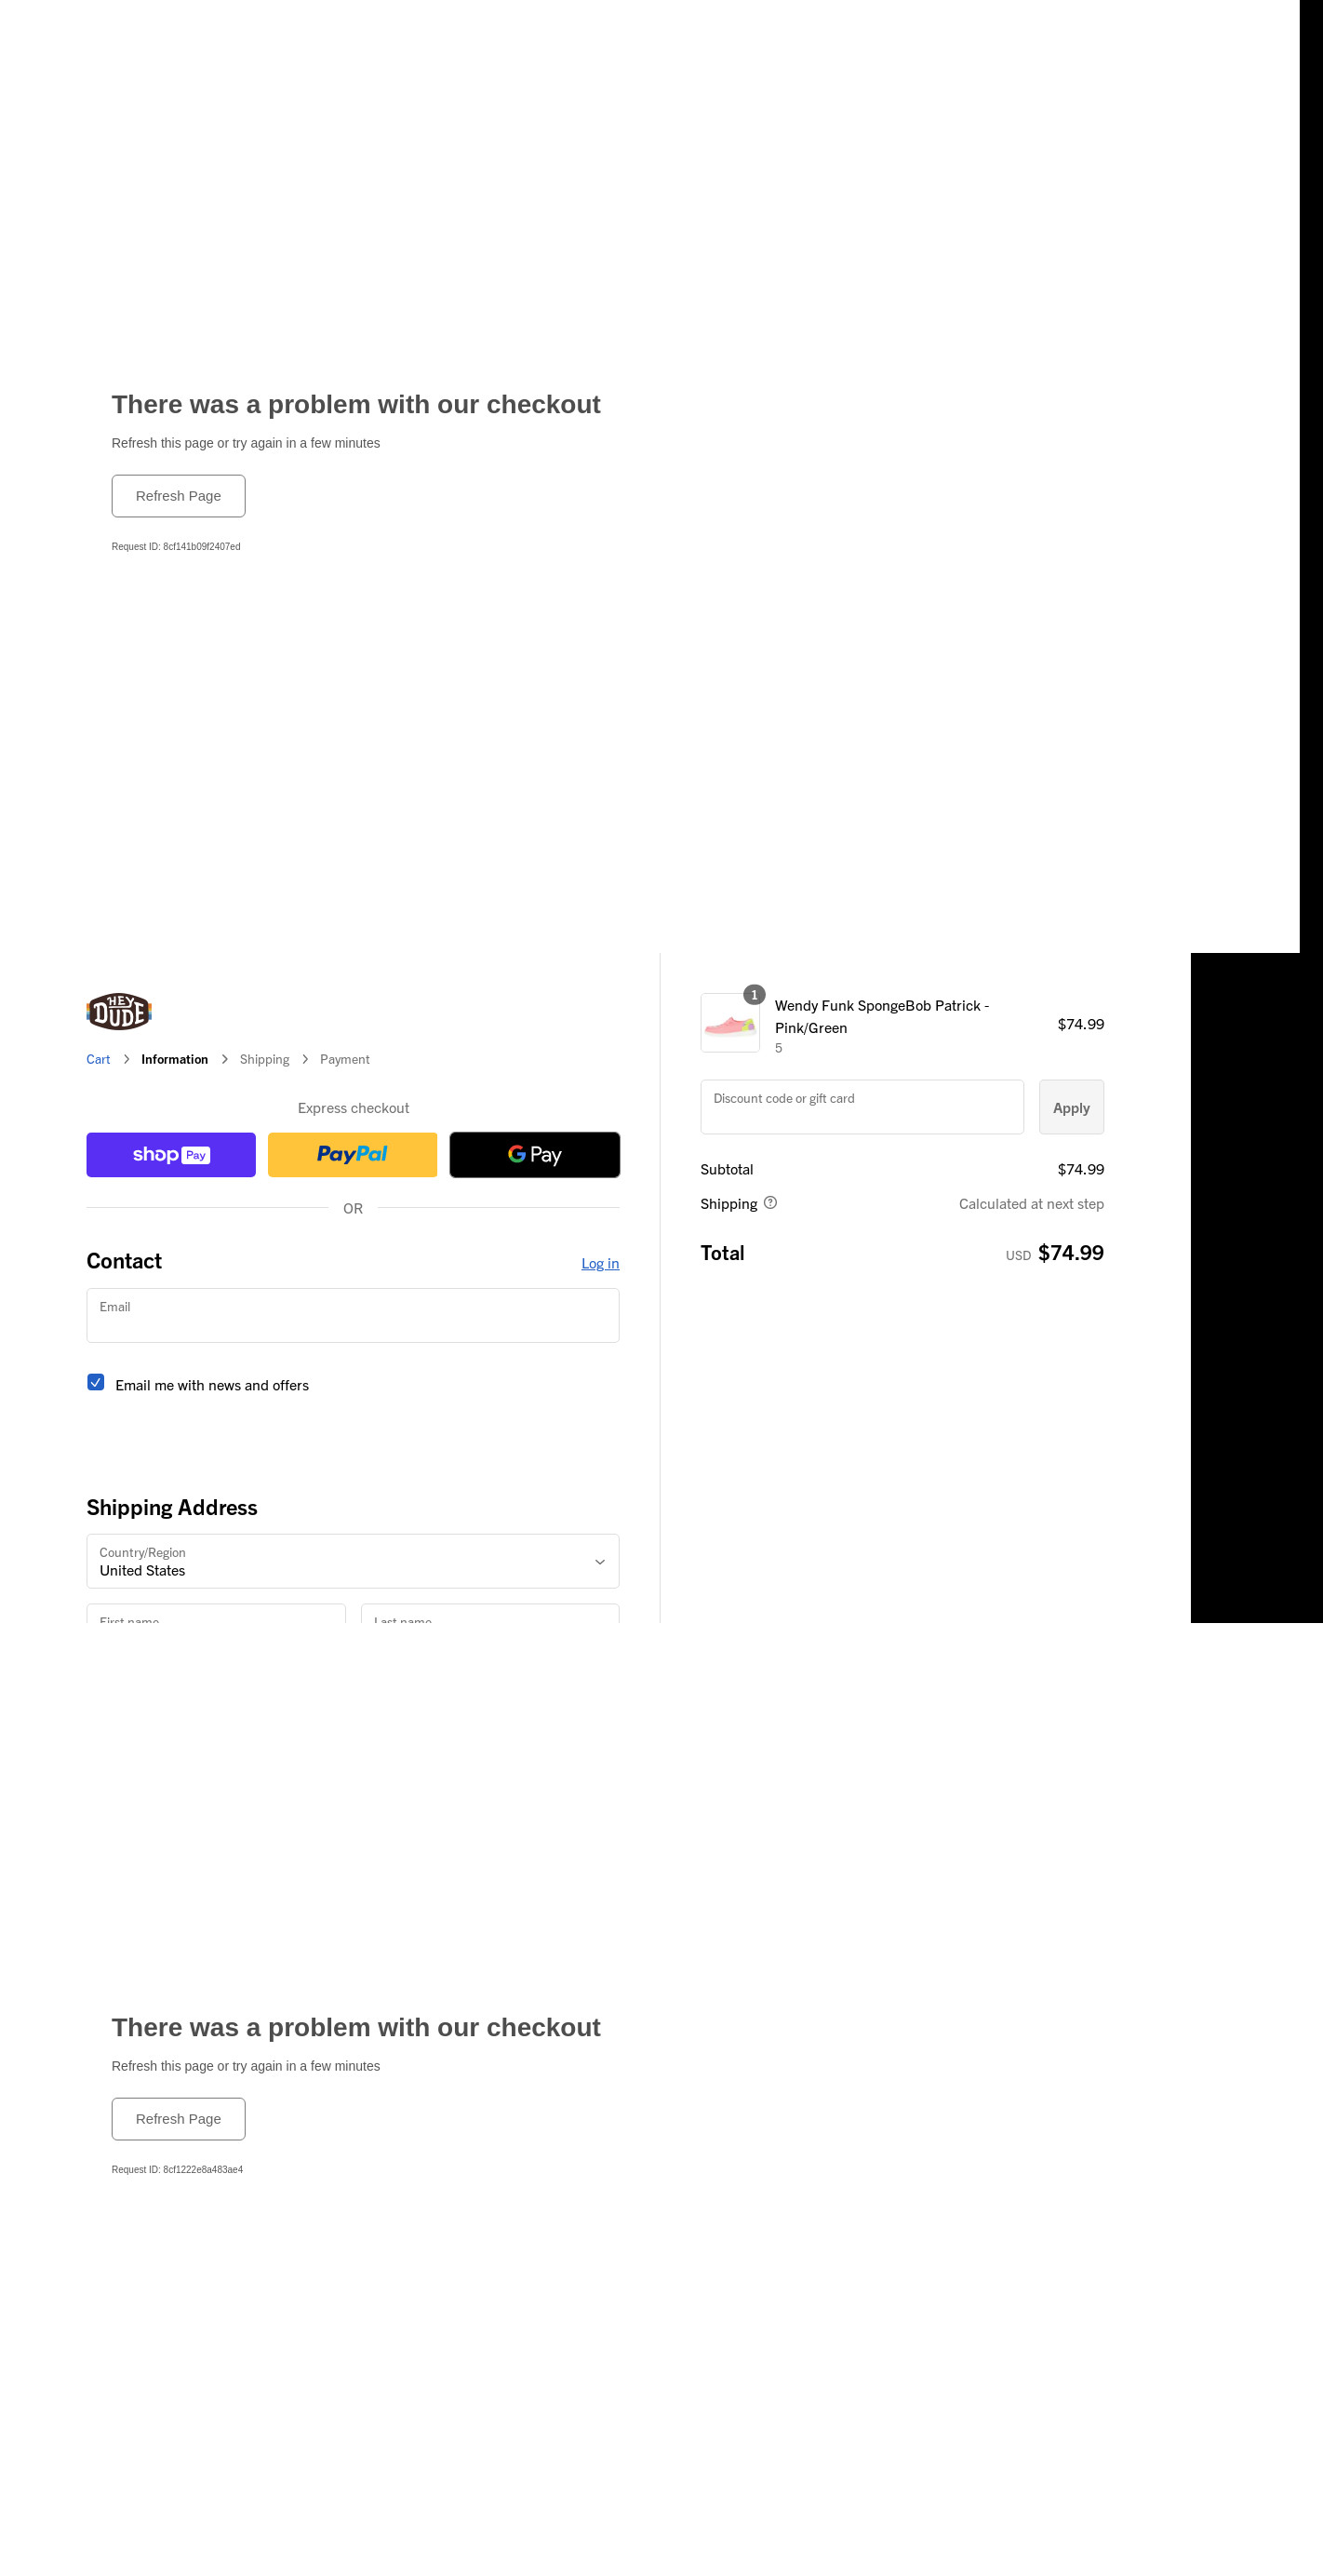 There was a problem with our checkout
Refresh this page or try again in a few minutes
Refresh Page
Request ID: 8cf141b09f2407ed
HEY
DUDE
Cart > Information > Shipping > Payment
Express checkout
shop Pay
PayPal
G Pay
OR
Contact
Log in
Email
Email me with news and offers
Shipping Address
Country/Region
United States
First name
Last name
1
Wendy Funk SpongeBob Patrick -
Pink/Green
5
$74.99
Discount code or gift card
Apply
Subtotal $74.99
Shipping Calculated at next step
Total USD $74.99
There was a problem with our checkout
Refresh this page or try again in a few minutes
Refresh Page
Request ID: 8cf1222e8a483ae4